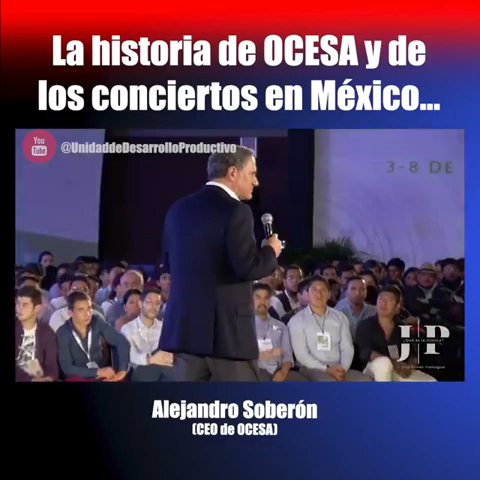 La historia de OCESA y de
los conciertos en México...
You
Tube
@UnidaddeDesarrolloProductivo
3-8 DE
J P
Alejandro Soberón
(CEO de OCESA)